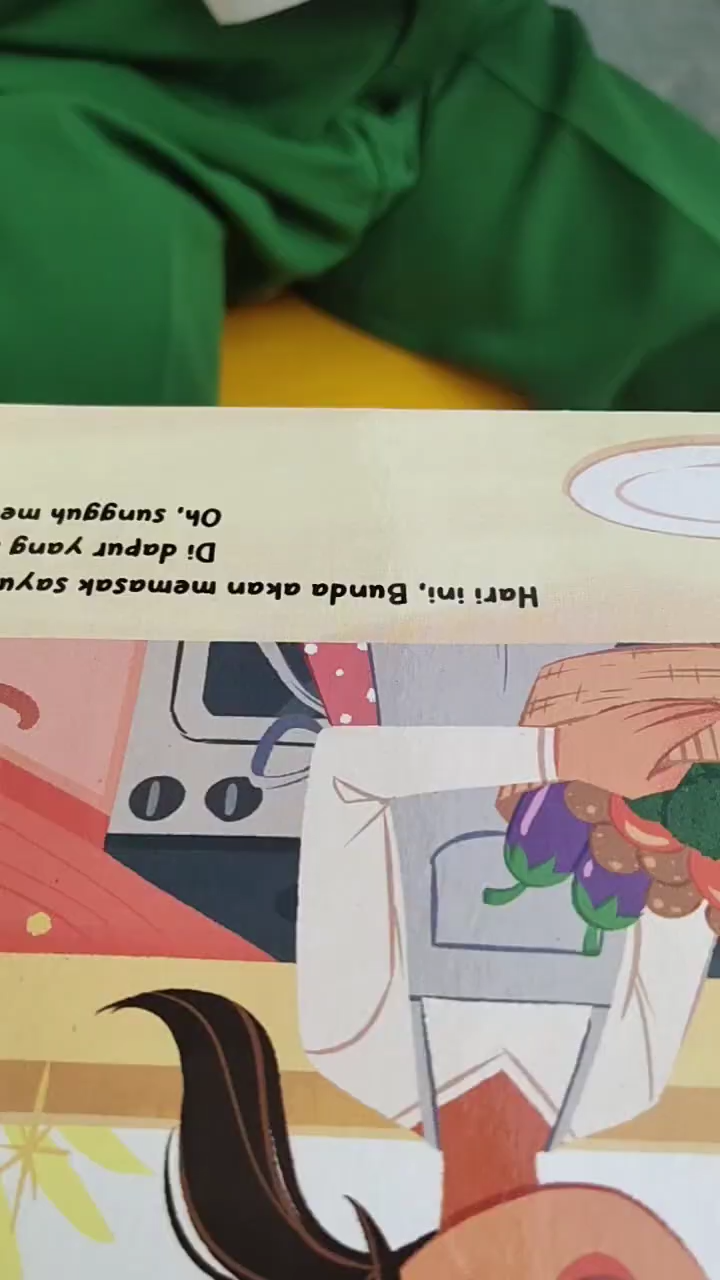 Hari ini, Bunda akan memasak
Di dapur yang
Oh, sungguh